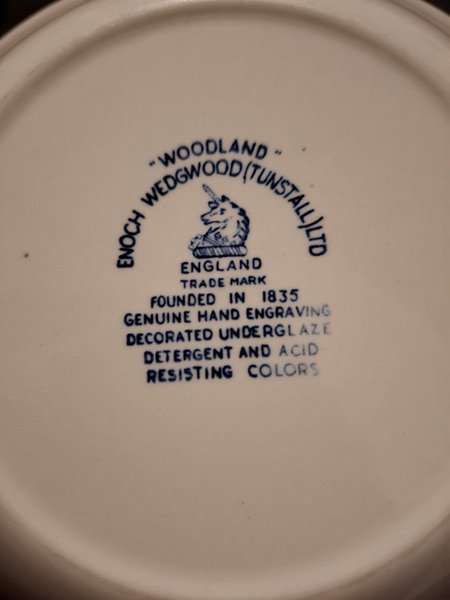 "WOODLAND"
ENOCH WEDGWOOD (TUNSTALL) LTD
ENGLAND
TRADE MARK
FOUNDED IN 1835
GENUINE HAND ENGRAVING
DECORATED UNDERGLAZE
DETERGENT AND ACID
RESISTING COLORS